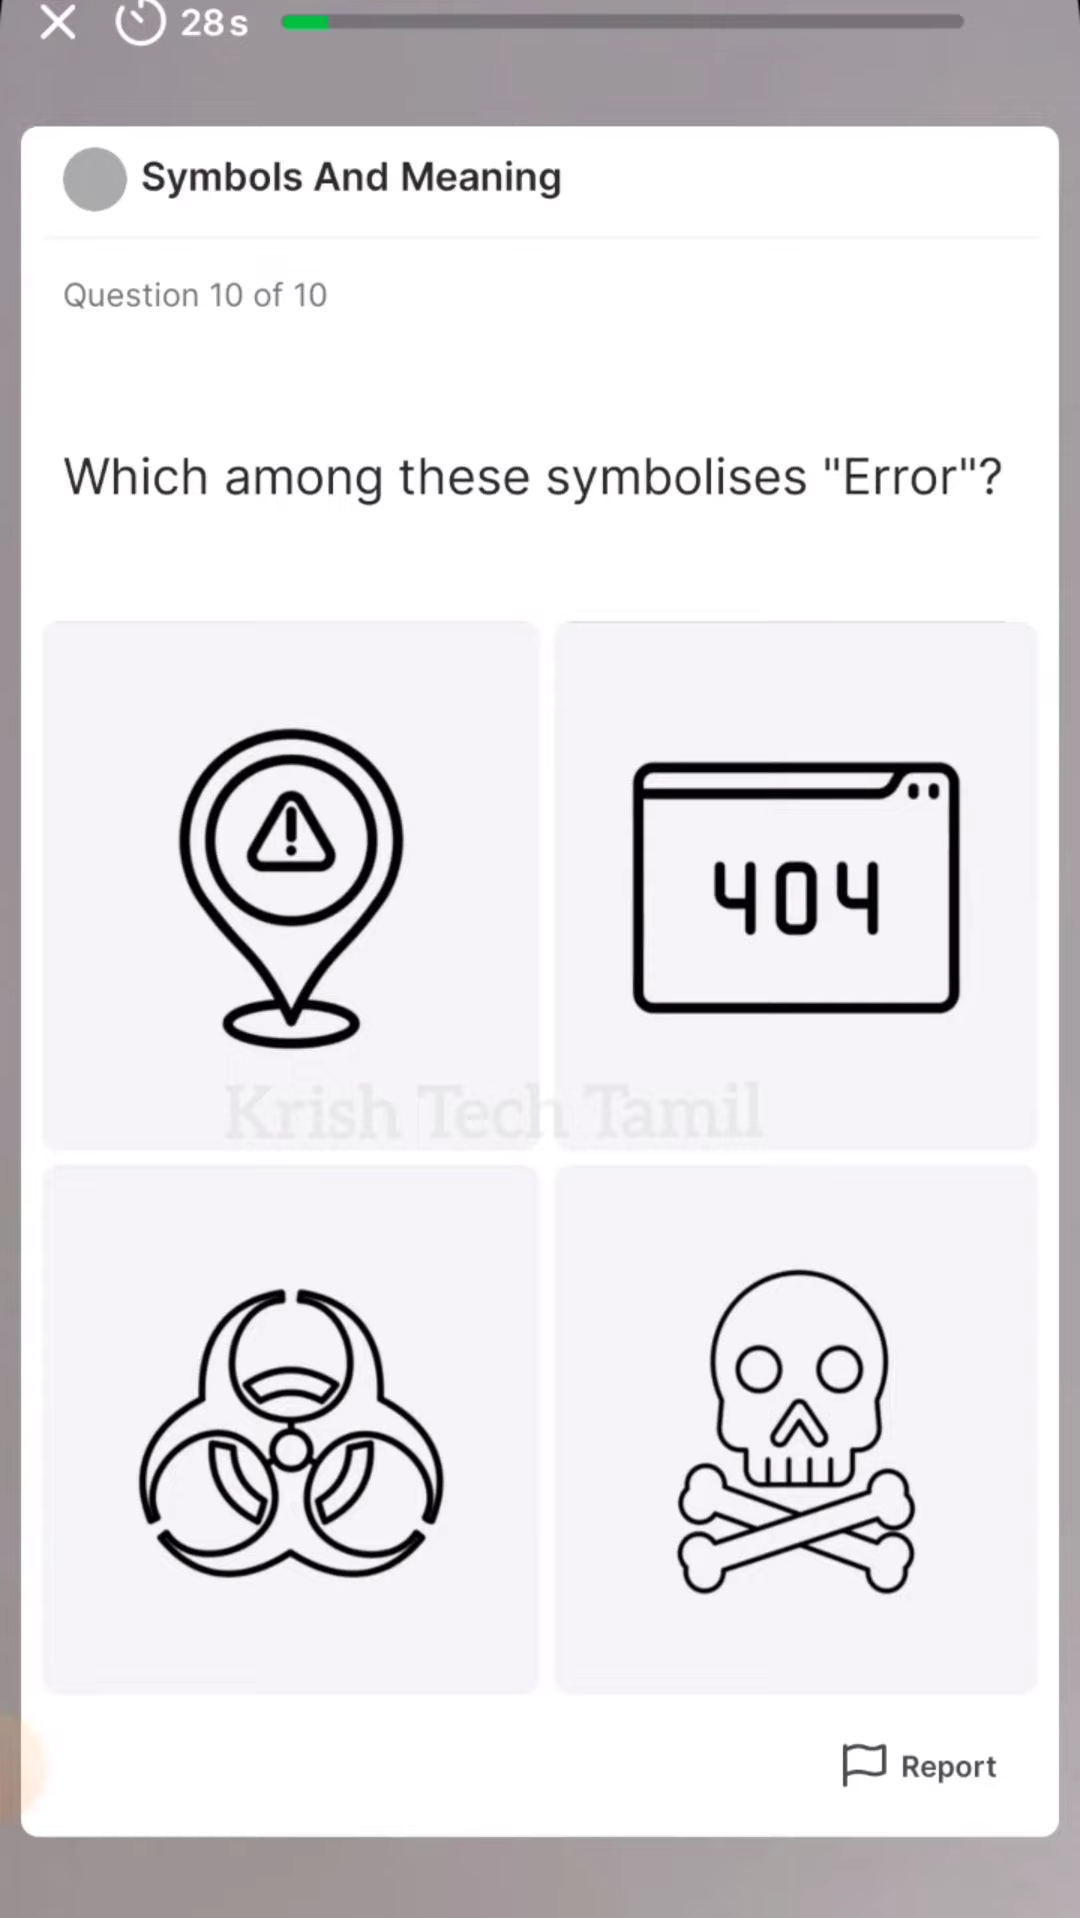 28s
Symbols And Meaning
Question 10 of 10
Which among these symbolises "Error"?
!
404
Krish Tech Tamil
Report